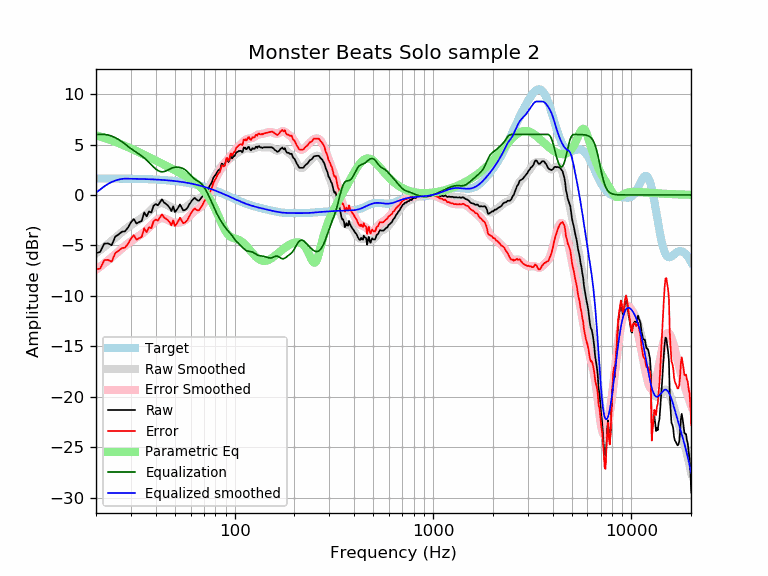 Monster Beats Solo sample 2
10
5
0
−5
−10
−15
−20
−25
−30
Amplitude (dBr)
Target
Raw Smoothed
Error Smoothed
Raw
Error
Parametric Eq
Equalization
Equalized smoothed
100
1000
10000
Frequency (Hz)